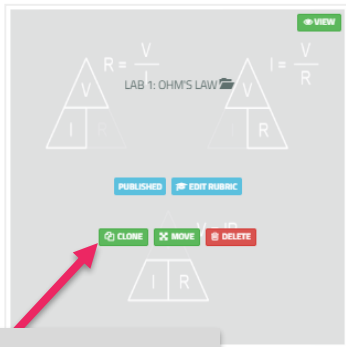 VIEW
R = V
I = V
R
V
V
LAB 1: OHM'S LAW
I R
R
PUBLISHED EDIT RUBRIC
CLONE MOVE DELETE
I R